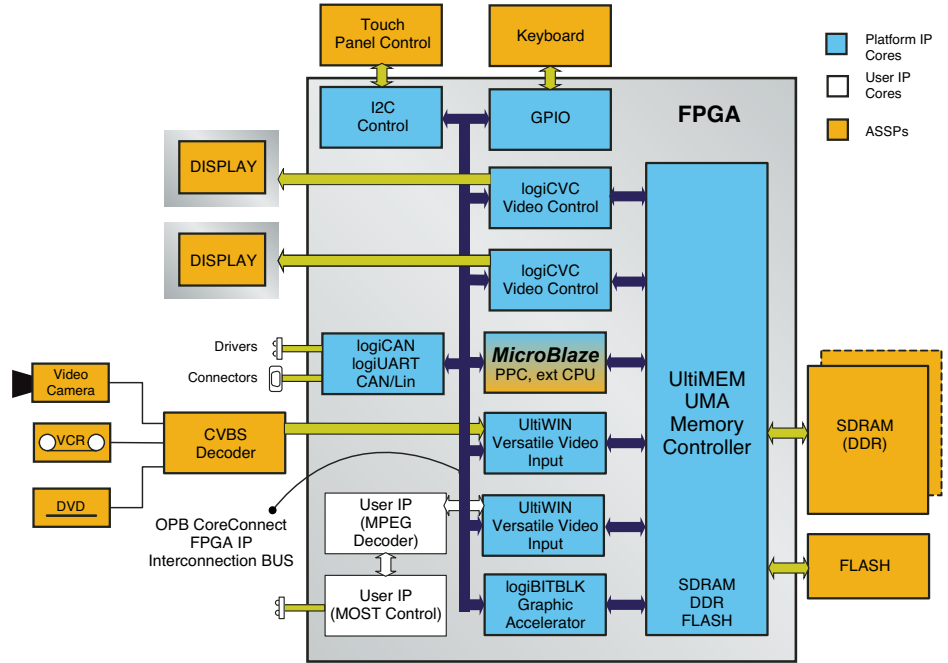 Touch
Panel Control
Keyboard
Platform IP
Cores
User IP
Cores
ASSPs
I2C
Control
GPIO
FPGA
DISPLAY
logiCVC
Video Control
DISPLAY
logiCVC
Video Control
Drivers
Connectors
logiCAN
logiUART
CAN/Lin
MicroBlaze
PPC, ext CPU
UltiMEM
UMA
Memory
Controller
Video
Camera
VCR
DVD
CVBS
Decoder
UltiWIN
Versatile Video
Input
SDRAM
(DDR)
OPB CoreConnect
FPGA IP
Interconnection BUS
User IP
(MPEG
Decoder)
UltiWIN
Versatile Video
Input
FLASH
User IP
(MOST Control)
logiBITBLK
Graphic
Accelerator
SDRAM
DDR
FLASH